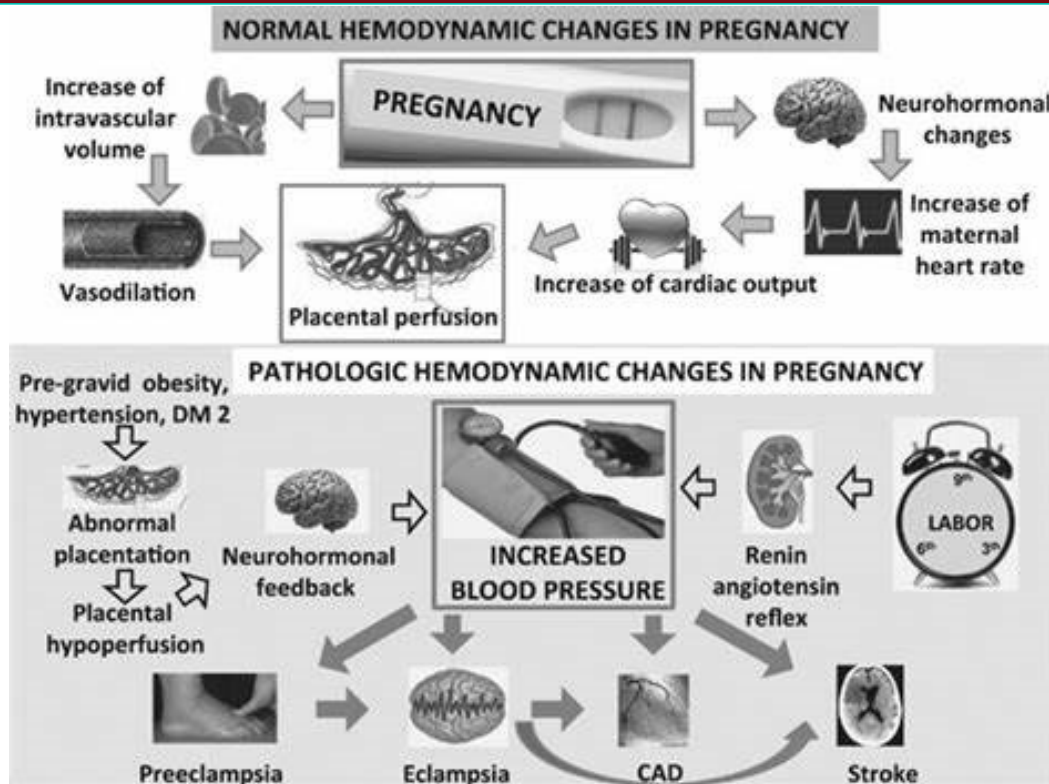 NORMAL HEMODYNAMIC CHANGES IN PREGNANCY
Increase of
intravascular
volume
PREGNANCY
Neurohormonal
changes
Vasodilation
Placental perfusion
Increase of cardiac output
Increase of
maternal
heart rate
PATHOLOGIC HEMODYNAMIC CHANGES IN PREGNANCY
Pre-gravid obesity,
hypertension, DM 2
Abnormal
placentation
Placental
hypoperfusion
Neurohormonal
feedback
INCREASED
BLOOD PRESSURE
Renin
angiotensin
reflex
9th
LABOR
6th
3th
Preeclampsia
Eclampsia
CAD
Stroke